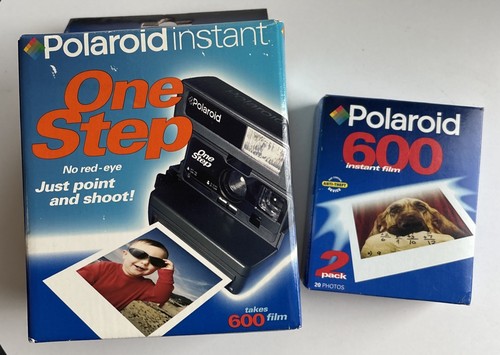 Polaroid instant
One
Step
No red-eye
Just point
and shoot!
Polaroid
One
Step
takes
600 film
Polaroid
600
instant film
2
pack
20 PHOTOS